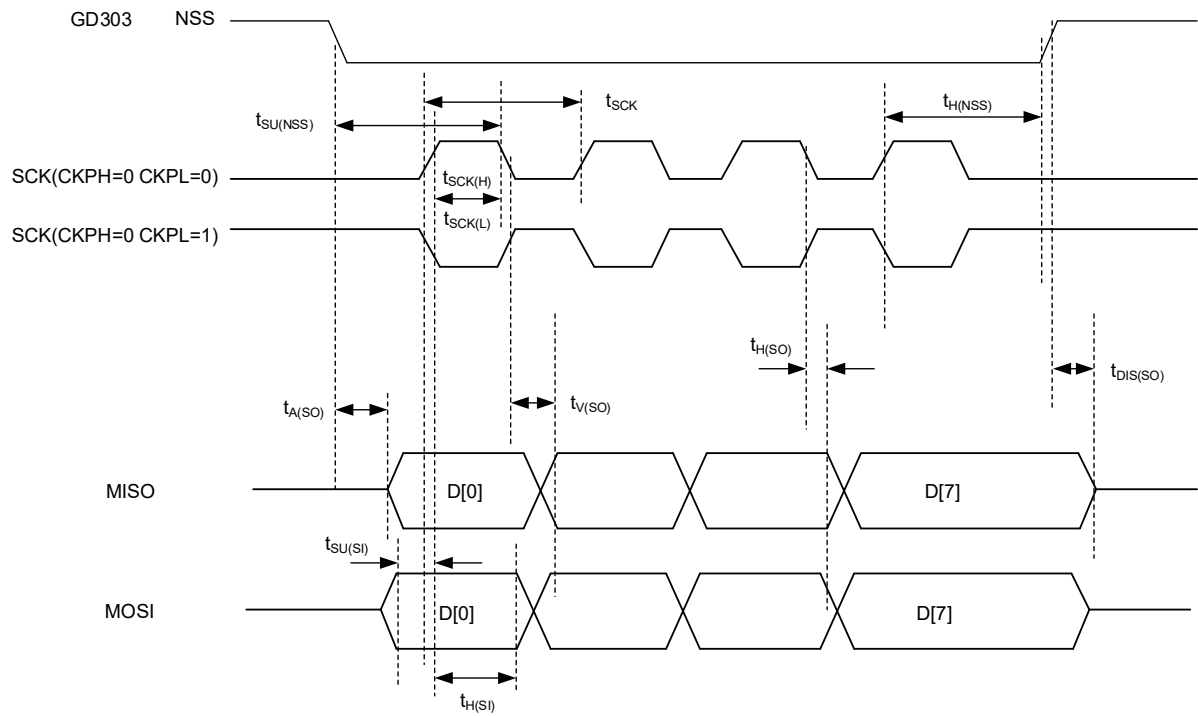 GD303 NSS
tSCK
tH(NSS)
tSU(NSS)
SCK(CKPH=0 CKPL=0)
tSCK(H)
tSCK(L)
SCK(CKPH=0 CKPL=1)
tH(SO)
tDIS(SO)
tA(SO)
tV(SO)
MISO
D[0]
D[7]
tSU(SI)
MOSI
D[0]
D[7]
tH(SI)